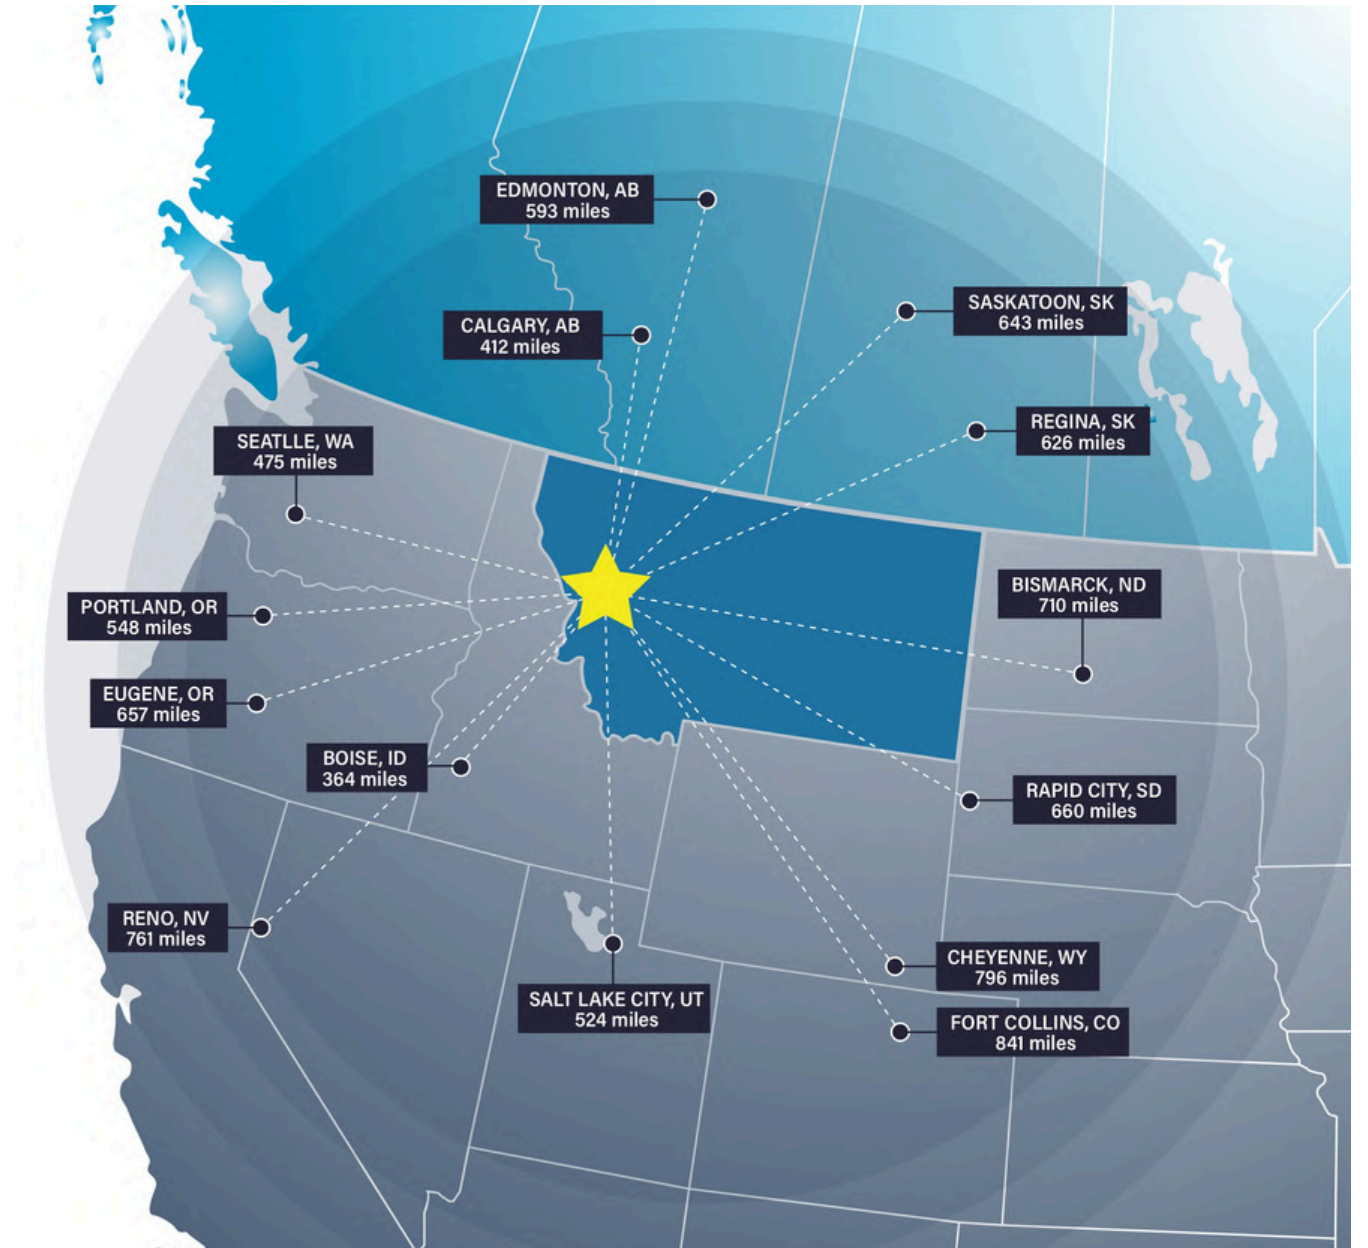 EDMONTON, AB
593 miles
SASKATOON, SK
643 miles
CALGARY, AB
412 miles
REGINA, SK
626 miles
SEATLLE, WA
475 miles
BISMARCK, ND
710 miles
PORTLAND, OR
548 miles
EUGENE, OR
657 miles
BOISE, ID
364 miles
RAPID CITY, SD
660 miles
RENO, NV
761 miles
CHEYENNE, WY
796 miles
SALT LAKE CITY, UT
524 miles
FORT COLLINS, CO
841 miles